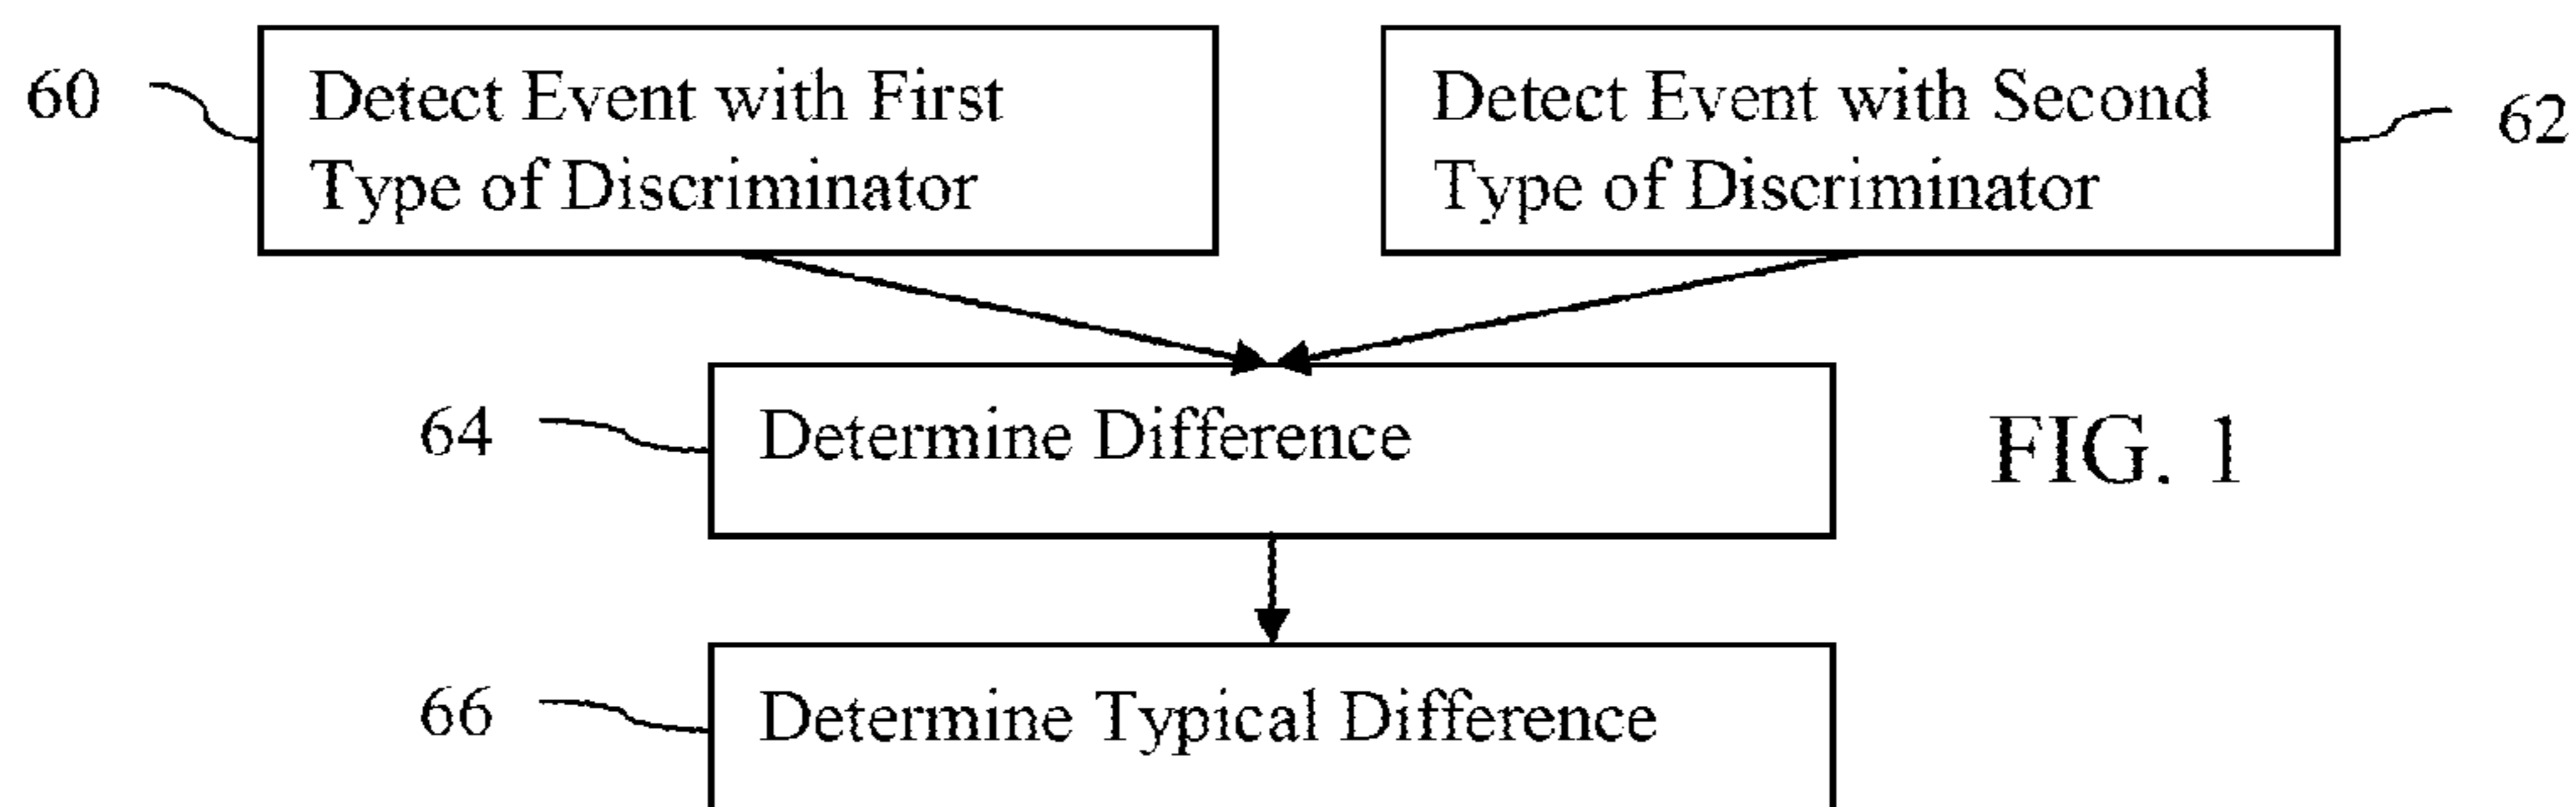 60
Detect Event with First
Type of Discriminator
Detect Event with Second
Type of Discriminator
62
64
Determine Difference
FIG. 1
66
Determine Typical Difference